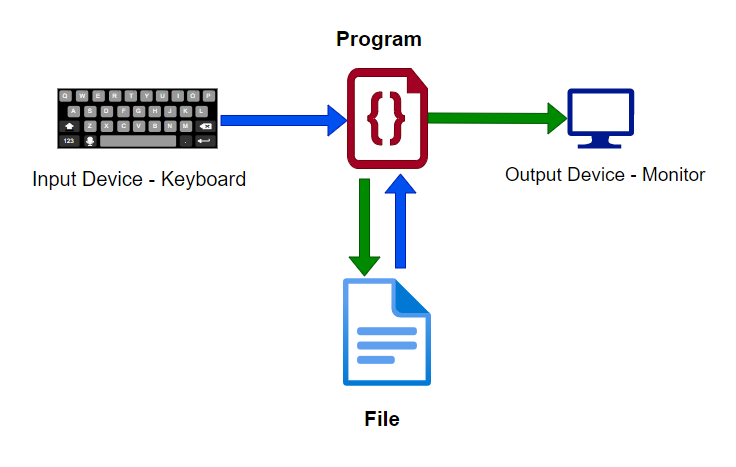 Program
Q W E R T Y U I O P
A S D F G H J K L
Z X C V B N M
123 .
Input Device - Keyboard
Output Device - Monitor
{}
File